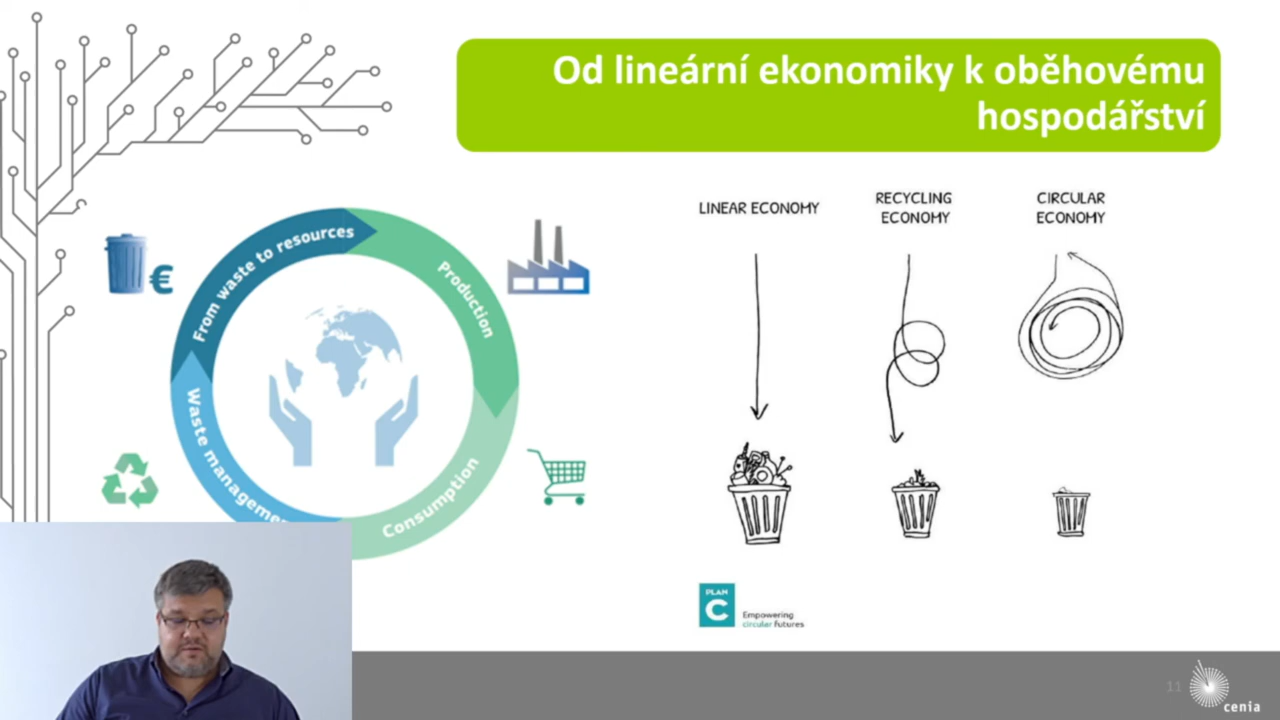 Od lineární ekonomiky k oběhovému
hospodářství
From waste to resources
Production
Consumption
Waste managemen
€
LINEAR ECONOMY
RECYCLING
ECONOMY
CIRCULAR
ECONOMY
PLAN
C
Empowering
circular futures
11
cenia